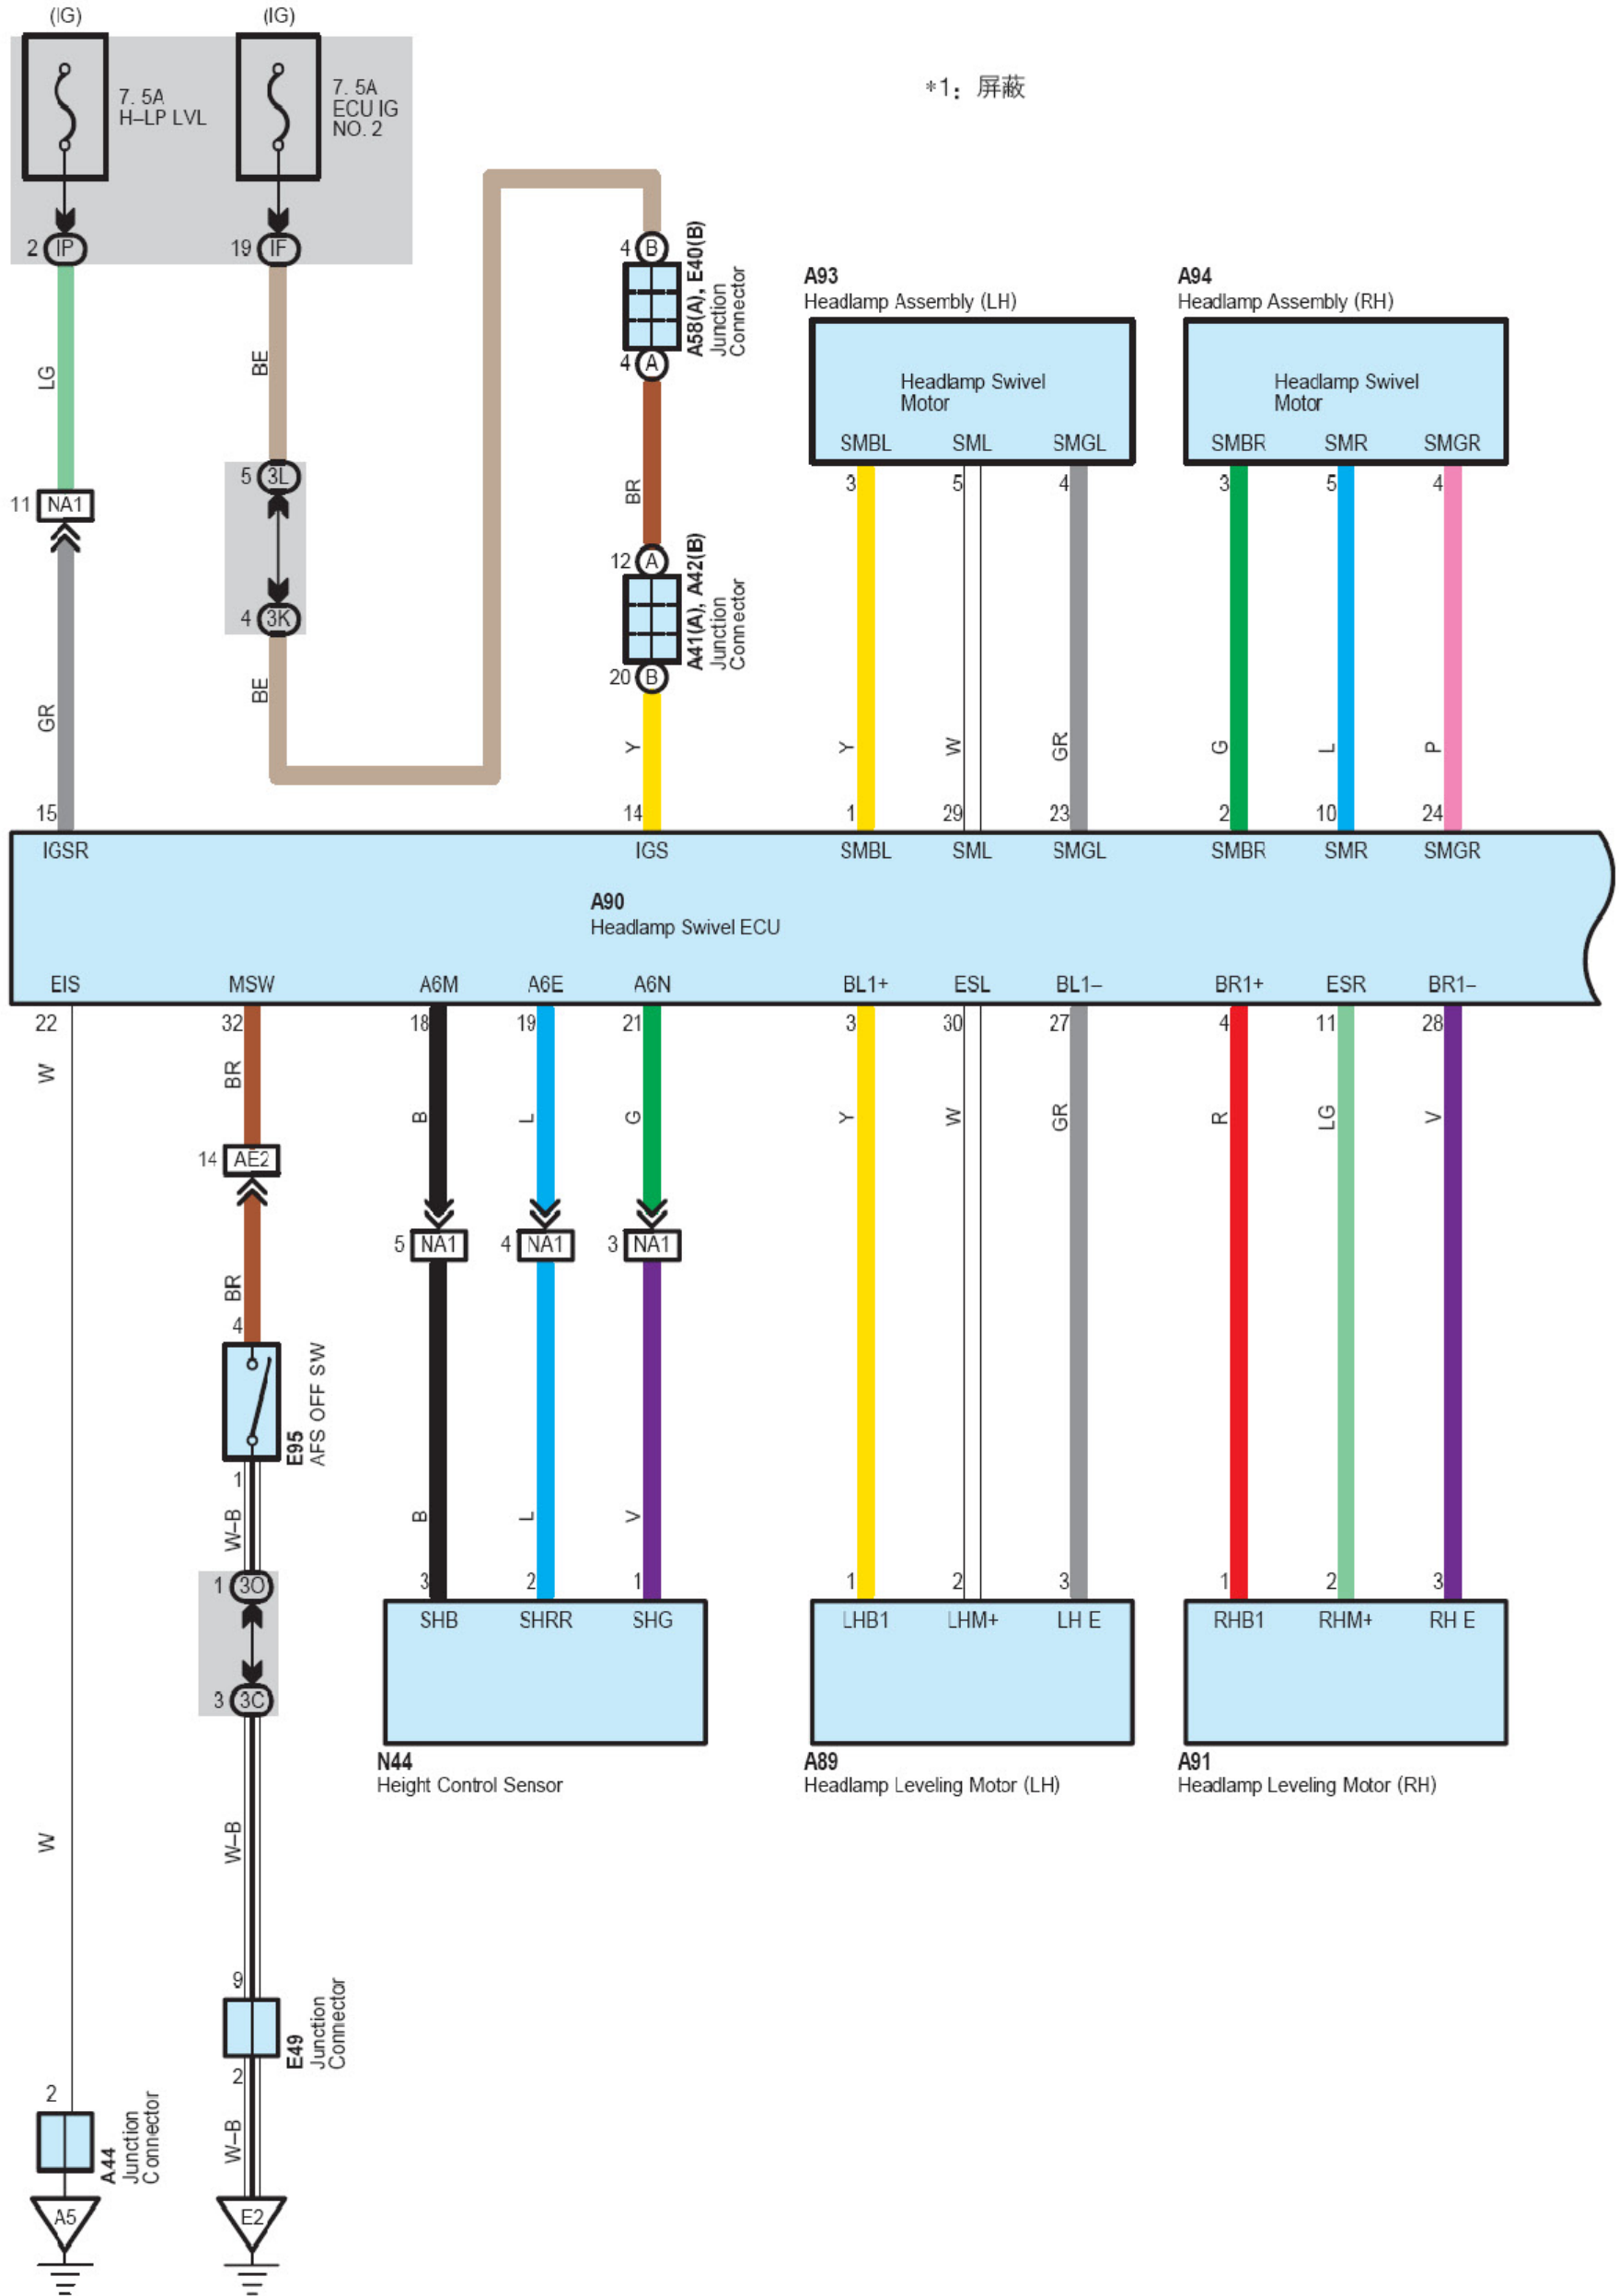 (IG)
(IG)
7. 5A
H–LP LVL
7. 5A
ECU IG
NO. 2
*1：屏蔽
2 IP
19 IF
4 B
A58(A), E40(B)
Junction
Connector
4 A
A93
Headlamp Assembly (LH)
A94
Headlamp Assembly (RH)
LG
BE
Headlamp Swivel
Motor
Headlamp Swivel
Motor
SMBL SML SMGL
SMBR SMR SMGR
5 3L
BR
3 5 4
3 5 4
11 NA1
12 A
A41(A), A42(B)
Junction
Connector
4 3K
20 B
BE
GR
Y
Y W GR
G L P
15 14 1 29 23 2 10 24
IGSR IGS SMBL SML SMGL SMBR SMR SMGR
A90
Headlamp Swivel ECU
EIS MSW A6M A6E A6N BL1+ ESL BL1– BR1+ ESR BR1–
22 32 18 19 21 3 30 27 4 11 28
W BR
B L G Y W GR R LG V
14 AE2
5 NA1 4 NA1 3 NA1
BR
4
E95
AFS OFF SW
1
W–B
B L V
1 3O
3 2 1 1 2 3 1 2 3
SHB SHRR SHG
LHB1 LHM+ LH E
RHB1 RHM+ RH E
3 3C
N44
Height Control Sensor
A89
Headlamp Leveling Motor (LH)
A91
Headlamp Leveling Motor (RH)
W
W–B
9
E49
Junction
Connector
2
2
W–B
A44
Junction
Connector
A5
E2